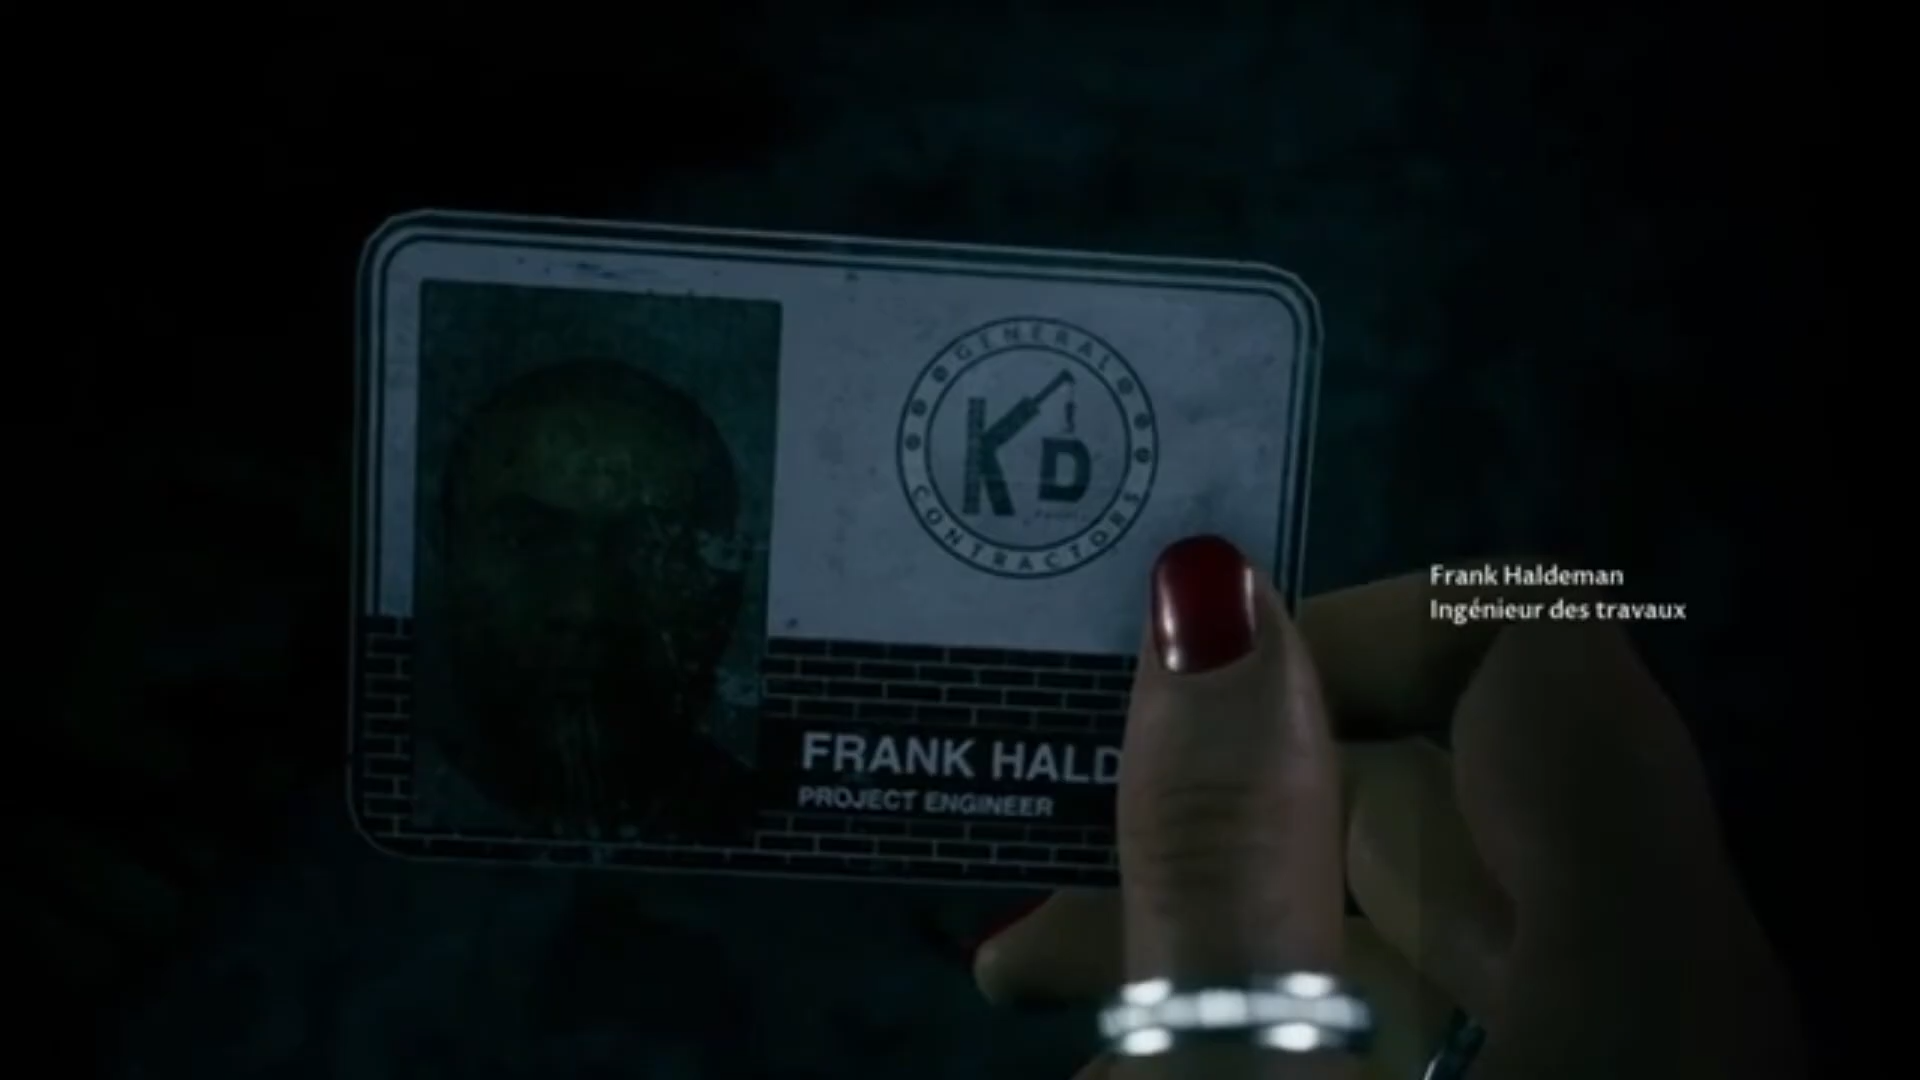 GENERAL
KD
CONTRACTORS
FRANK HALD
PROJECT ENGINEER
Frank Haldeman
Ingénieur des travaux